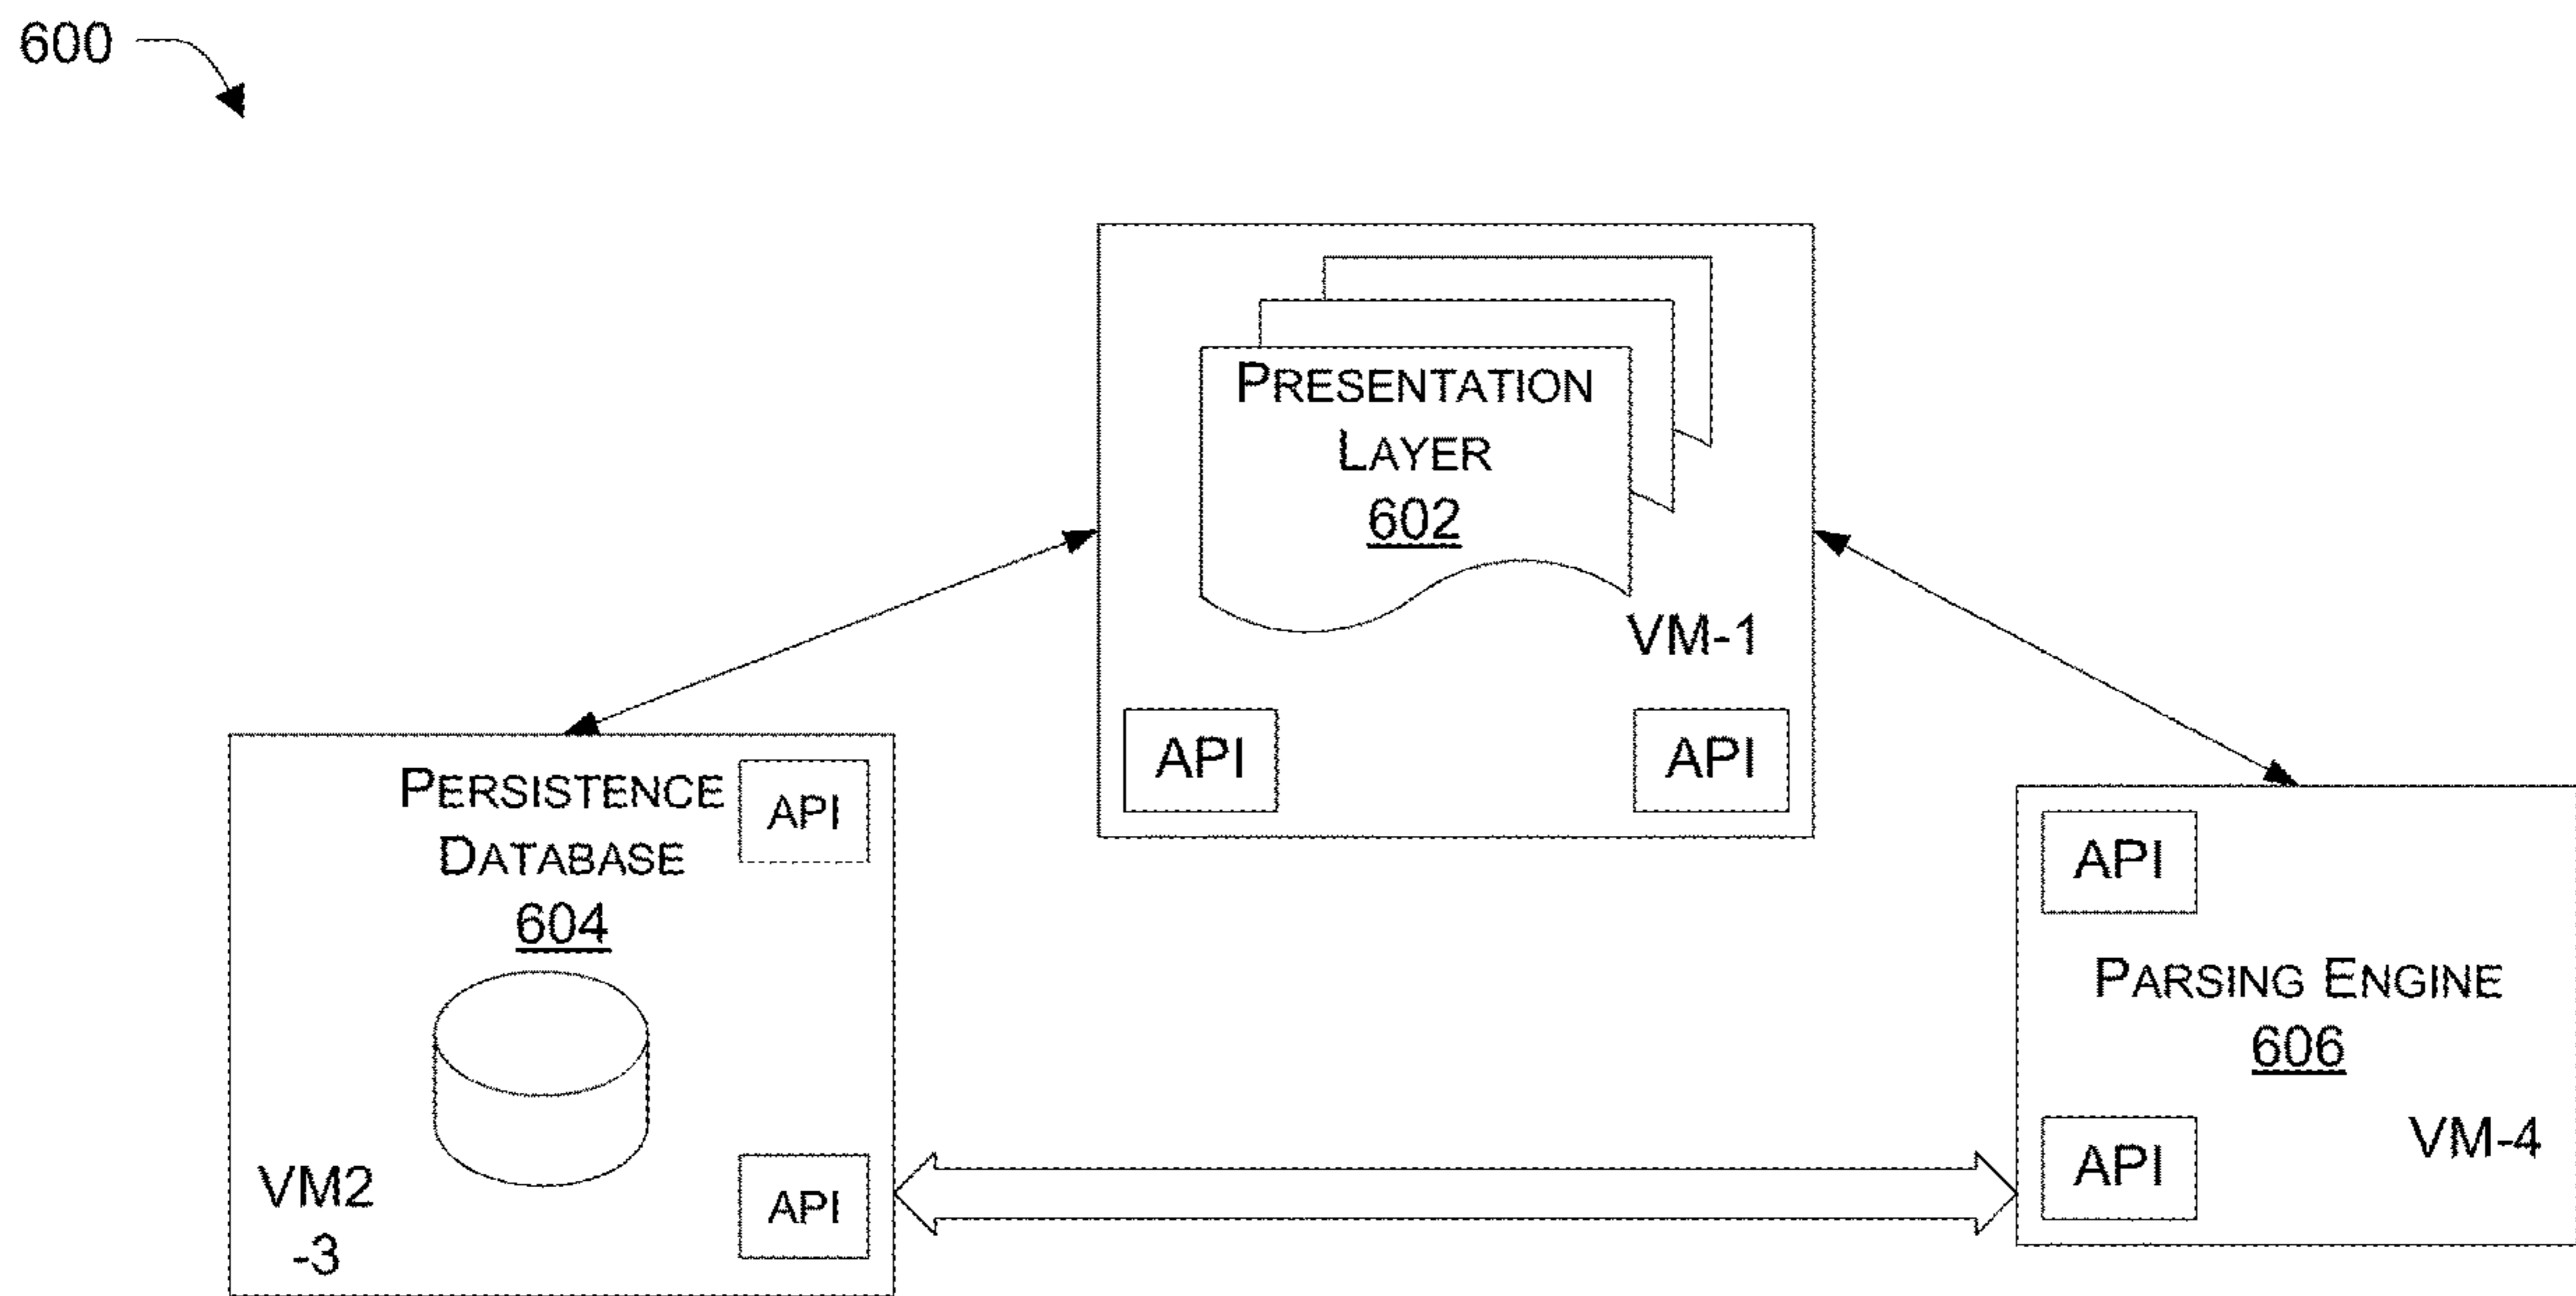 600
PRESENTATION
LAYER
602
VM-1
API
API
PERSISTENCE
DATABASE
604
API
VM2
-3
API
API
PARSING ENGINE
606
VM-4
API